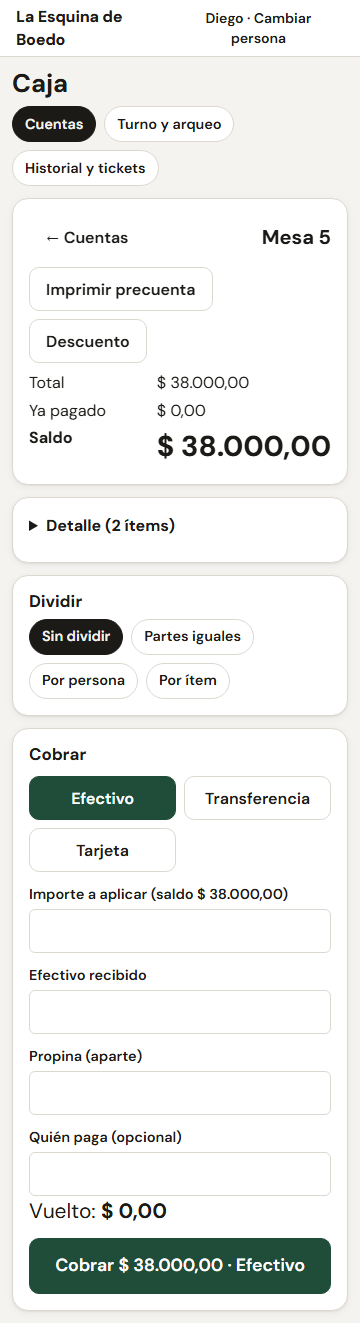 La Esquina de
Boedo
Diego · Cambiar
persona
Caja
Cuentas
Turno y arqueo
Historial y tickets
← Cuentas
Mesa 5
Imprimir precuenta
Descuento
Total $ 38.000,00
Ya pagado $ 0,00
Saldo $ 38.000,00
▶ Detalle (2 ítems)
Dividir
Sin dividir
Partes iguales
Por persona
Por ítem
Cobrar
Efectivo
Transferencia
Tarjeta
Importe a aplicar (saldo $ 38.000,00)
Efectivo recibido
Propina (aparte)
Quién paga (opcional)
Vuelto: $ 0,00
Cobrar $ 38.000,00 · Efectivo